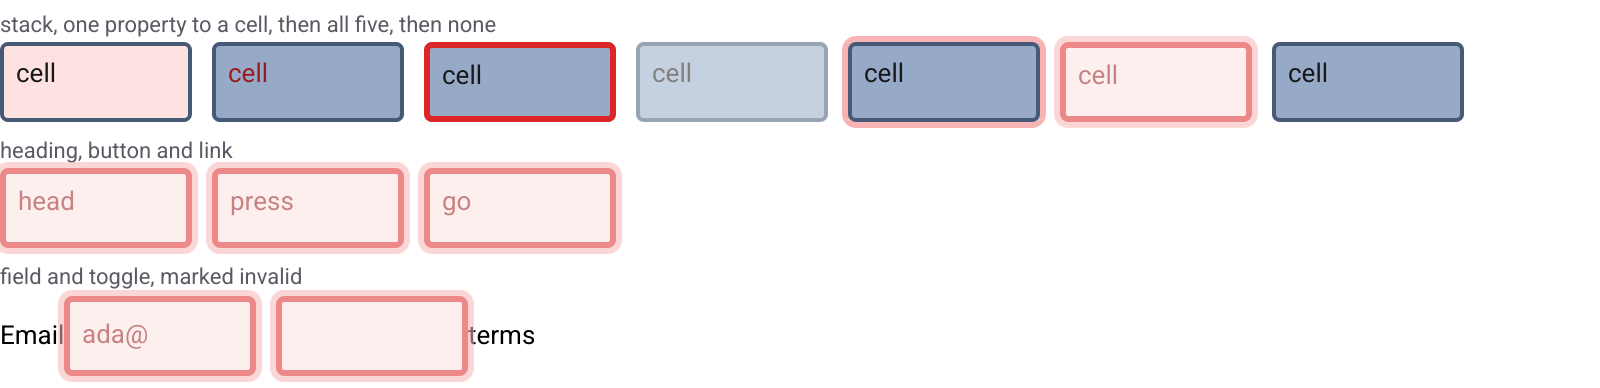 stack, one property to a cell, then all five, then none
cell cell cell cell cell cell cell
heading, button and link
head press go
field and toggle, marked invalid
Email ada@ terms